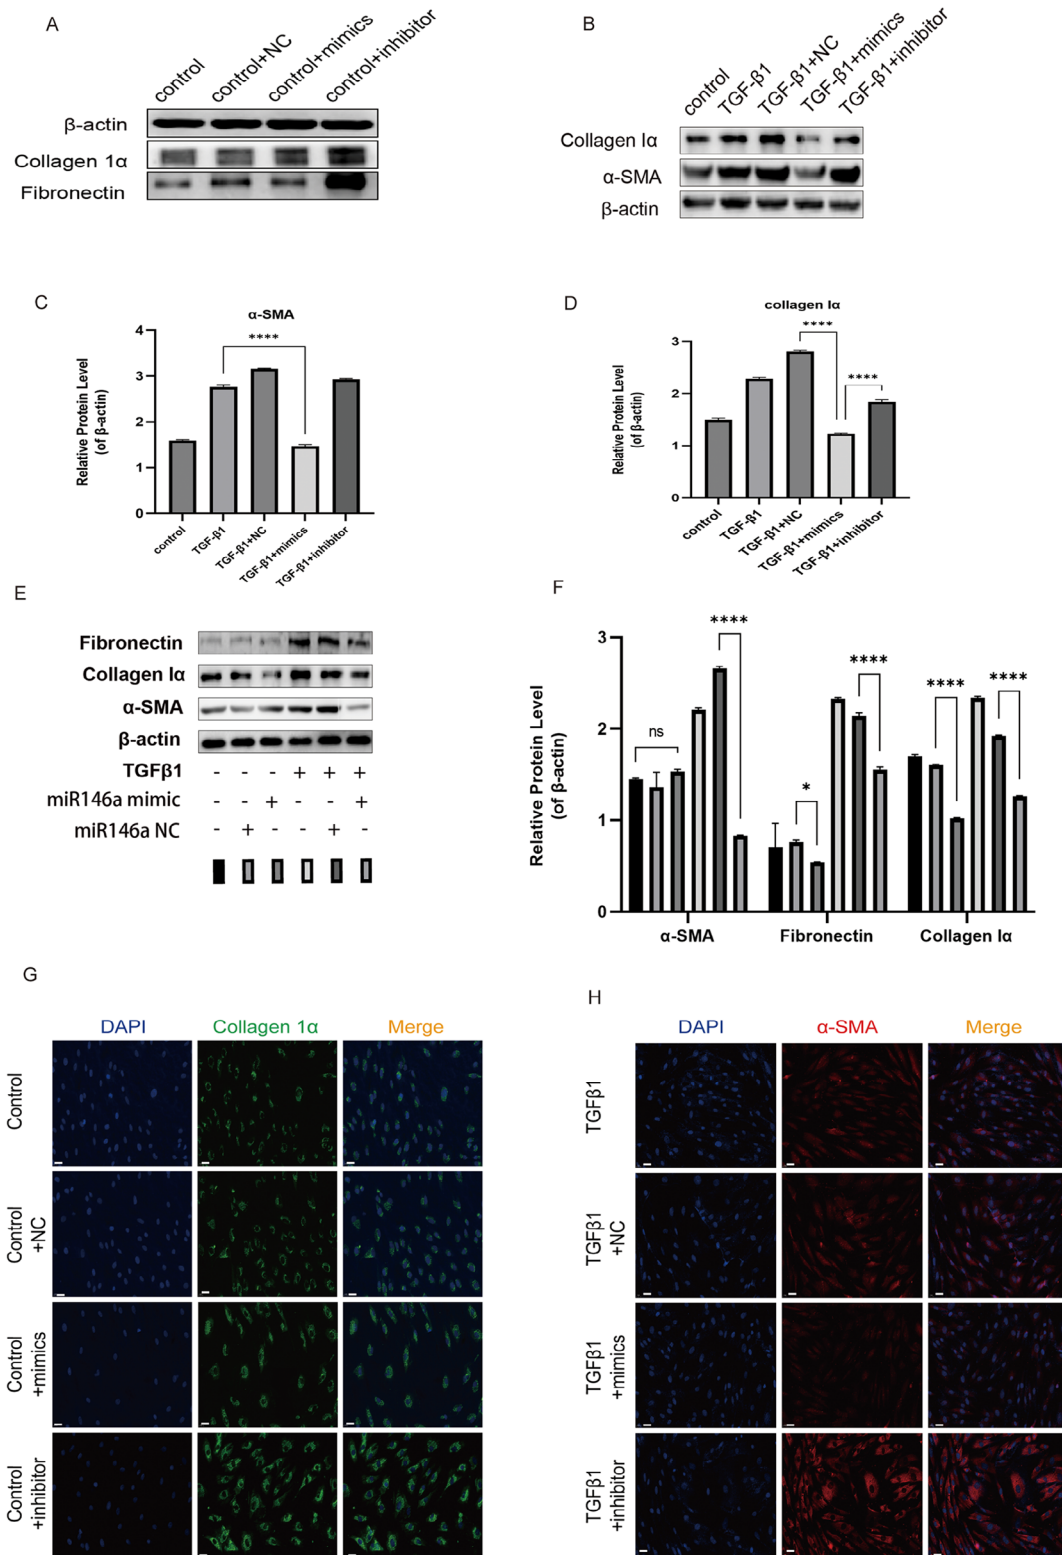 A
control
control+NC
control+mimics
control+inhibitor
β-actin
Collagen 1α
Fibronectin
B
control
TGF-β1
TGF-β1+NC
TGF-β1+mimics
TGF-β1+inhibitor
Collagen Iα
α-SMA
β-actin
C
α-SMA
****
Relative Protein Level
(of β-actin)
4
3
2
1
0
control
TGF-β1
TGF-β1+NC
TGF-β1+mimics
TGF-β1+inhibitor
D
collagen Iα
****
****
Relative Protein Level
(of β-actin)
3
2
1
0
control
TGF-β1
TGF-β1+NC
TGF-β1+mimics
TGF-β1+inhibitor
E
Fibronectin
Collagen Iα
α-SMA
β-actin
TGFβ1 - - - + + +
miR146a mimic - - + - - +
miR146a NC - + - - + -
F
Relative Protein Level
(of β-actin)
3
2
1
0
ns
****
*
****
****
****
α-SMA Fibronectin Collagen Iα
G
DAPI Collagen 1α Merge
Control
Control
+NC
Control
+mimics
Control
+inhibitor
H
DAPI α-SMA Merge
TGFβ1
TGFβ1
+NC
TGFβ1
+mimics
TGFβ1
+inhibitor